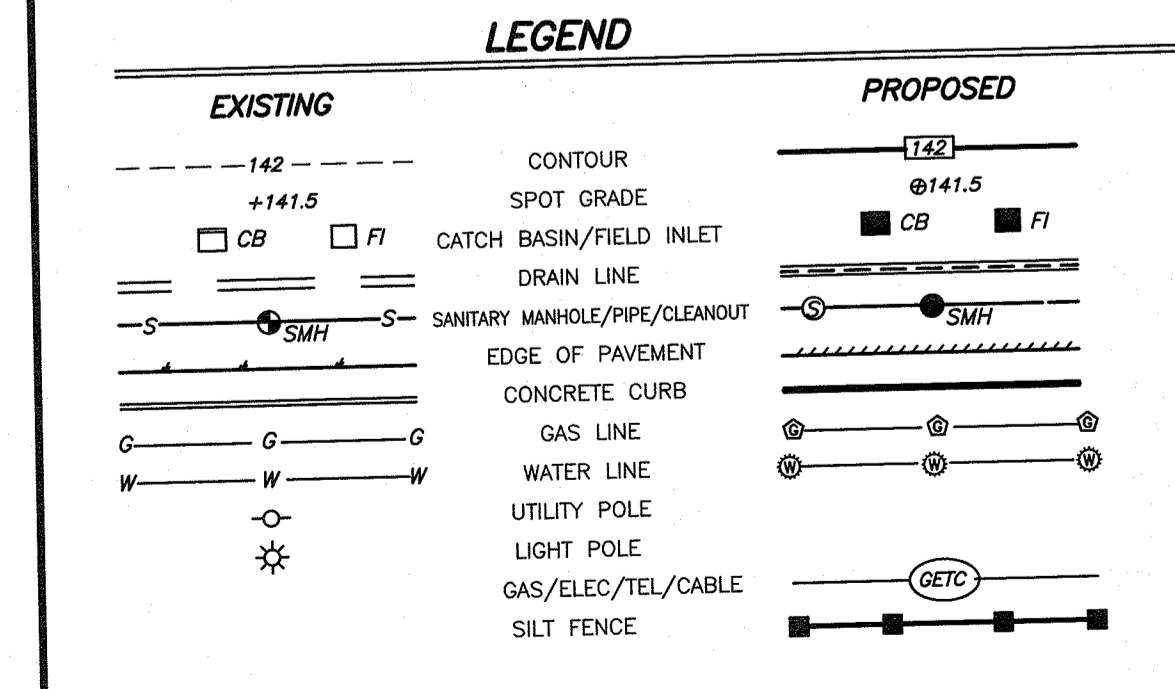 LEGEND
EXISTING PROPOSED
142 CONTOUR 142
+141.5 SPOT GRADE ⊕141.5
CB FI CATCH BASIN/FIELD INLET CB FI
DRAIN LINE
S SMH S SANITARY MANHOLE/PIPE/CLEANOUT S SMH
EDGE OF PAVEMENT
CONCRETE CURB
G G G GAS LINE G G G
W W W WATER LINE W W W
UTILITY POLE
LIGHT POLE
GAS/ELEC/TEL/CABLE GETC
SILT FENCE